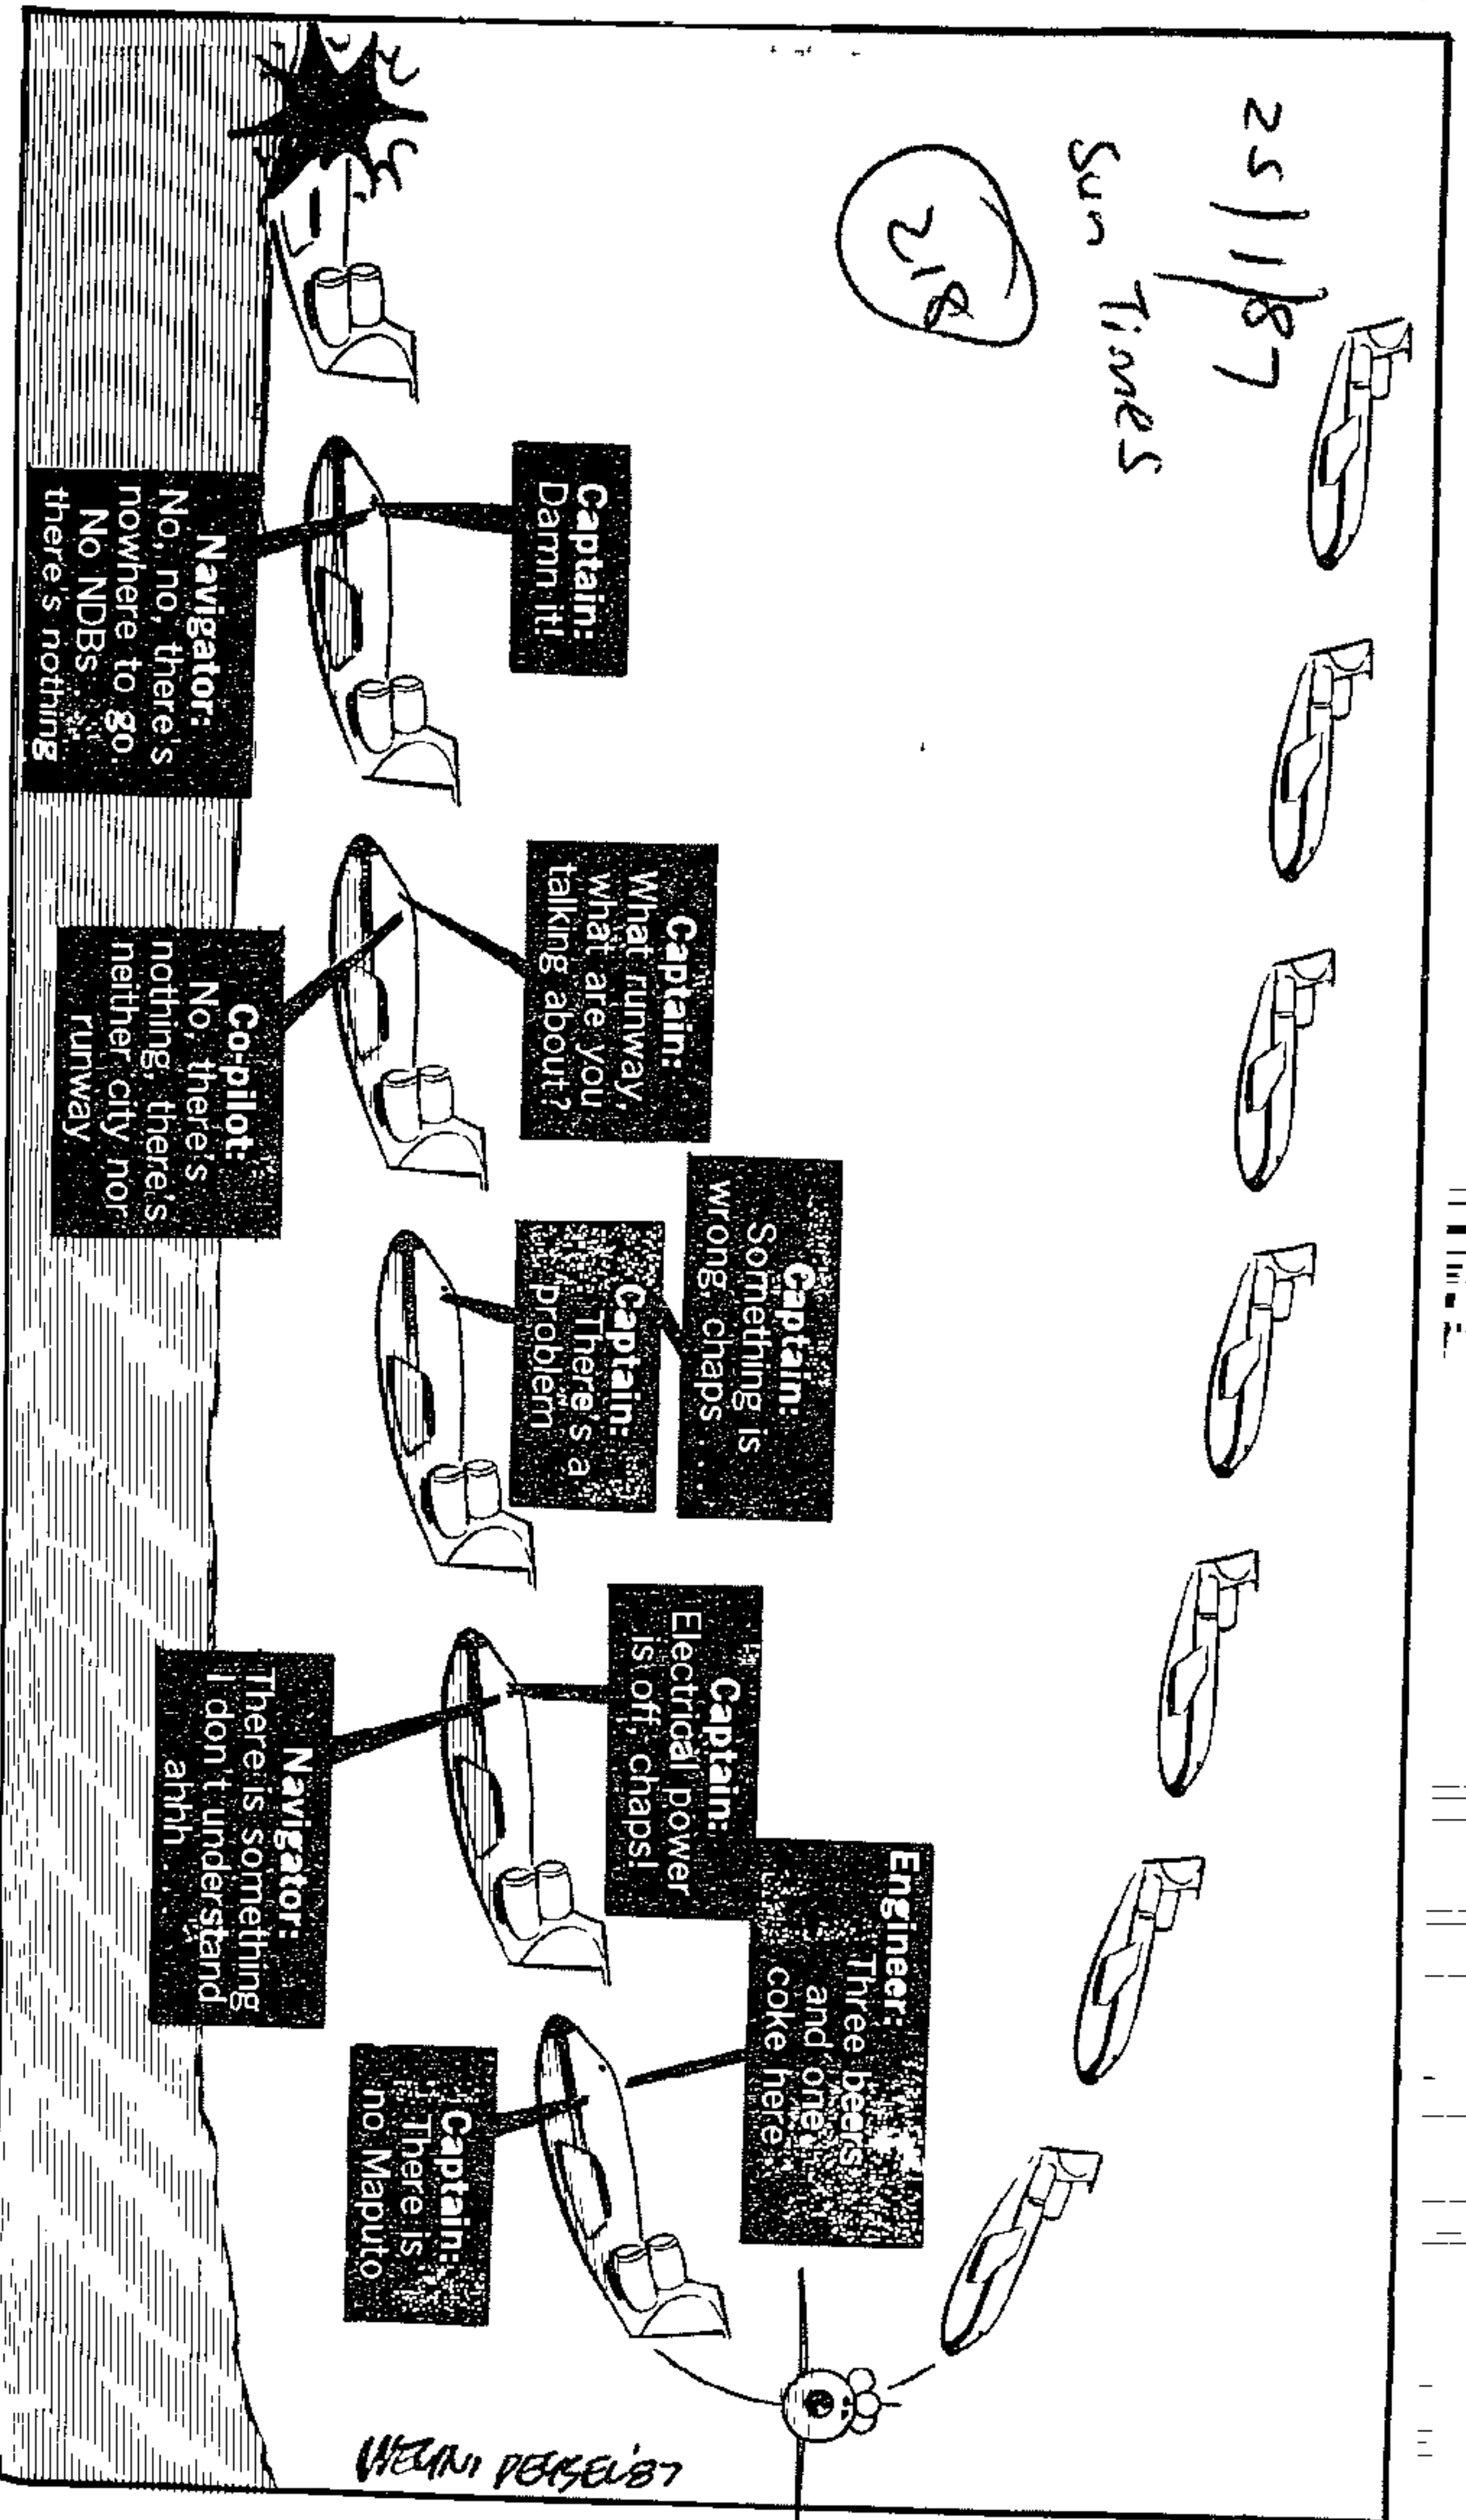 25/1/87
Sun Times
Engineer:
. . . Three beers,
and one
coke here
Captain:
. . . There is
no Maputo
Captain:
Electrical power
is off, chaps!
Navigator:
There is something
I don't understand
ahhh . . .
Captain:
Something is
wrong, chaps . . .
Captain:
. . . There's a
problem
Captain:
What runway,
what are you
talking about?
Co-pilot:
No, there's
nothing, there's
neither city nor
runway
Captain:
Damn it!
Navigator:
No, no, there's
nowhere to go.
No NDBs . . .
there's nothing
'87